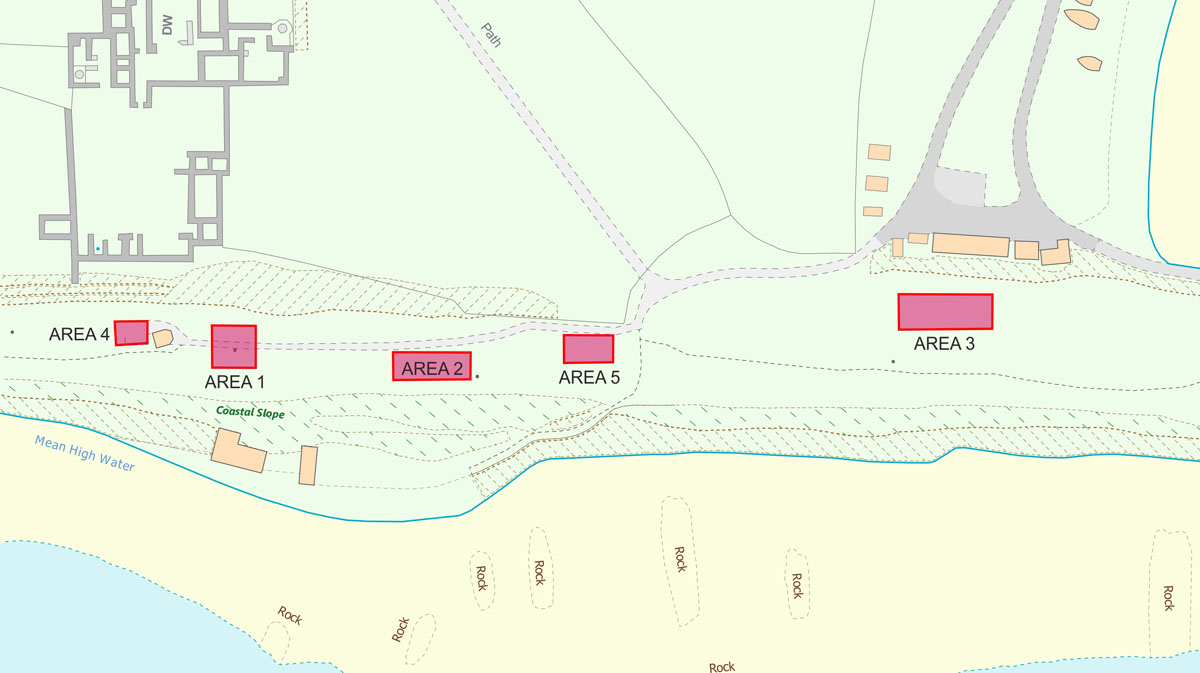 DW
Path
AREA 4
AREA 1
AREA 2
AREA 5
AREA 3
Coastal Slope
Mean High Water
Rock
Rock
Rock
Rock
Rock
Rock
Rock
Rock